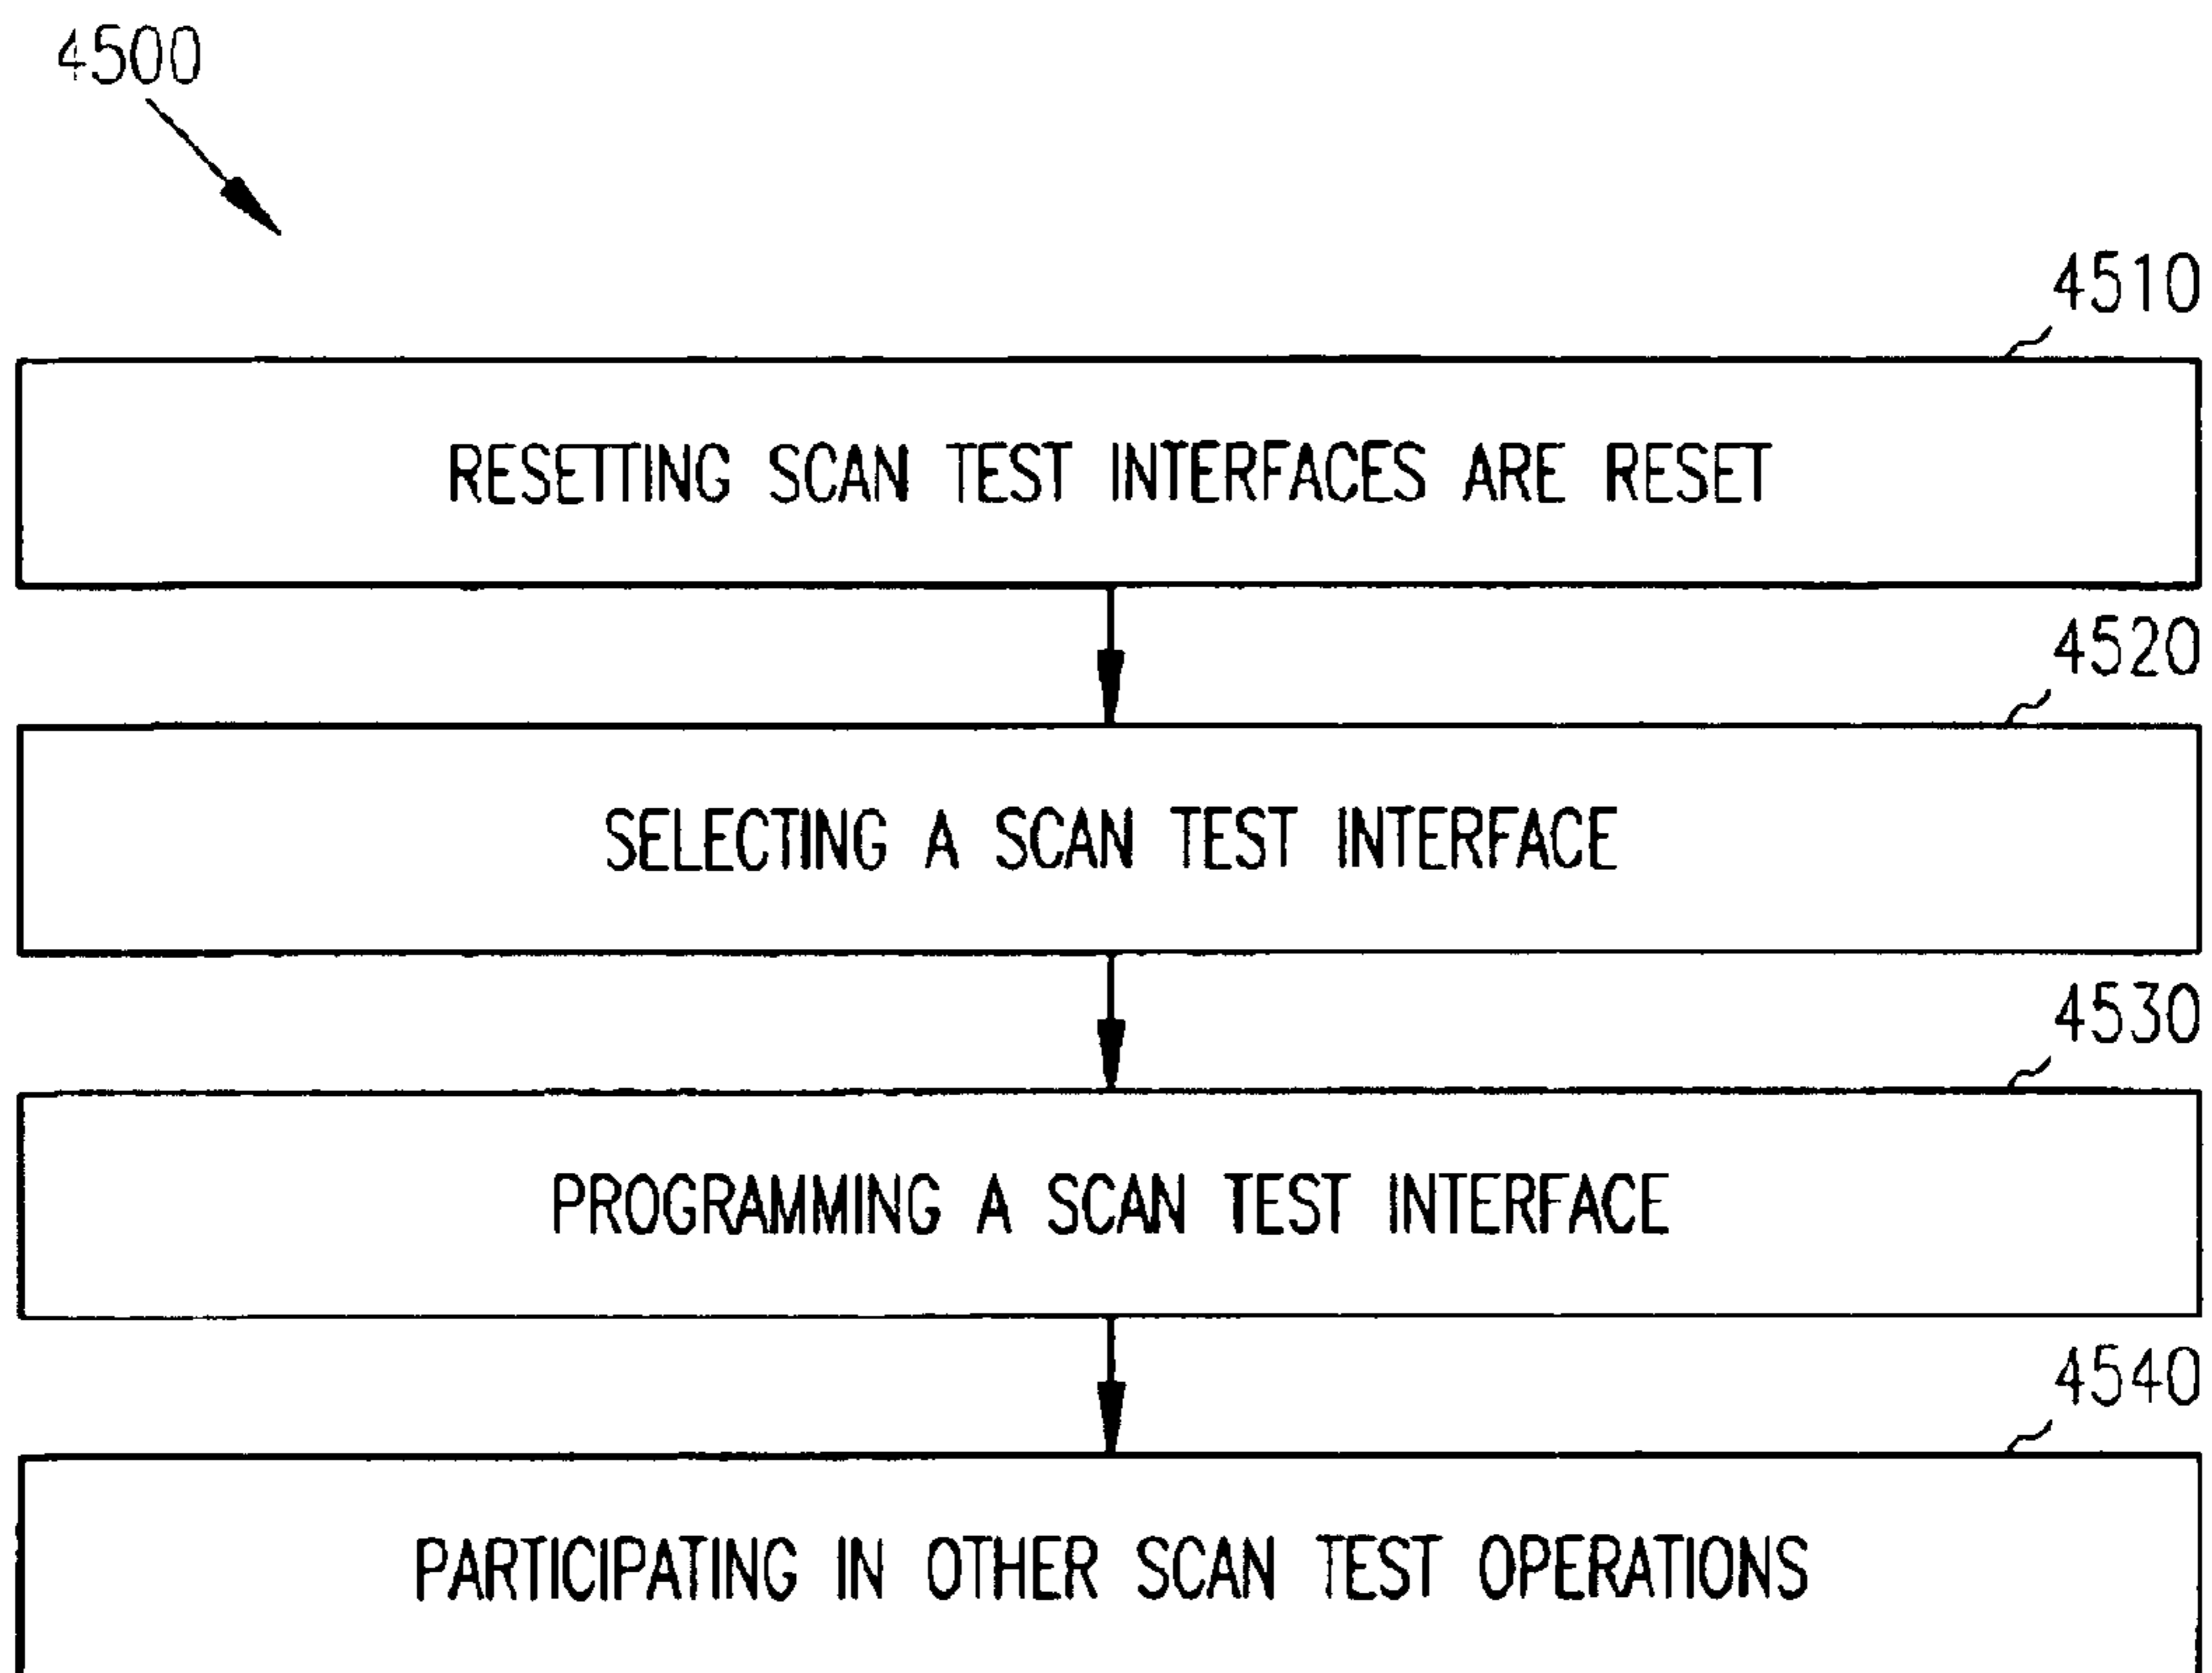 4500
4510
RESETTING SCAN TEST INTERFACES ARE RESET
4520
SELECTING A SCAN TEST INTERFACE
4530
PROGRAMMING A SCAN TEST INTERFACE
4540
PARTICIPATING IN OTHER SCAN TEST OPERATIONS